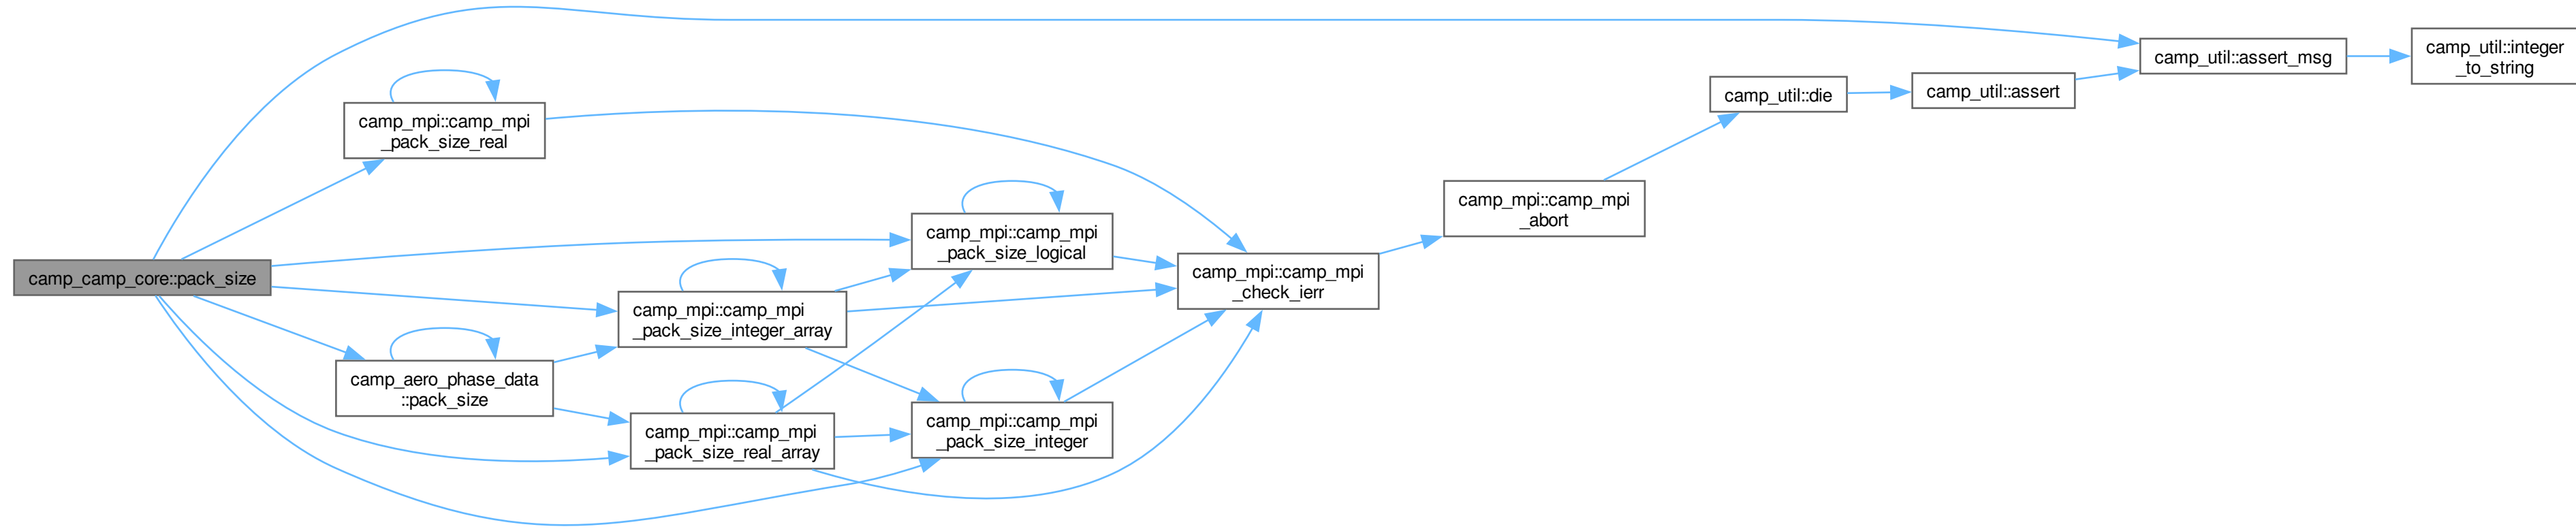 camp_camp_core::pack_size
camp_mpi::camp_mpi
_pack_size_real
camp_aero_phase_data
::pack_size
camp_mpi::camp_mpi
_pack_size_integer_array
camp_mpi::camp_mpi
_pack_size_real_array
camp_mpi::camp_mpi
_pack_size_logical
camp_mpi::camp_mpi
_pack_size_integer
camp_mpi::camp_mpi
_check_ierr
camp_mpi::camp_mpi
_abort
camp_util::die
camp_util::assert
camp_util::assert_msg
camp_util::integer
_to_string